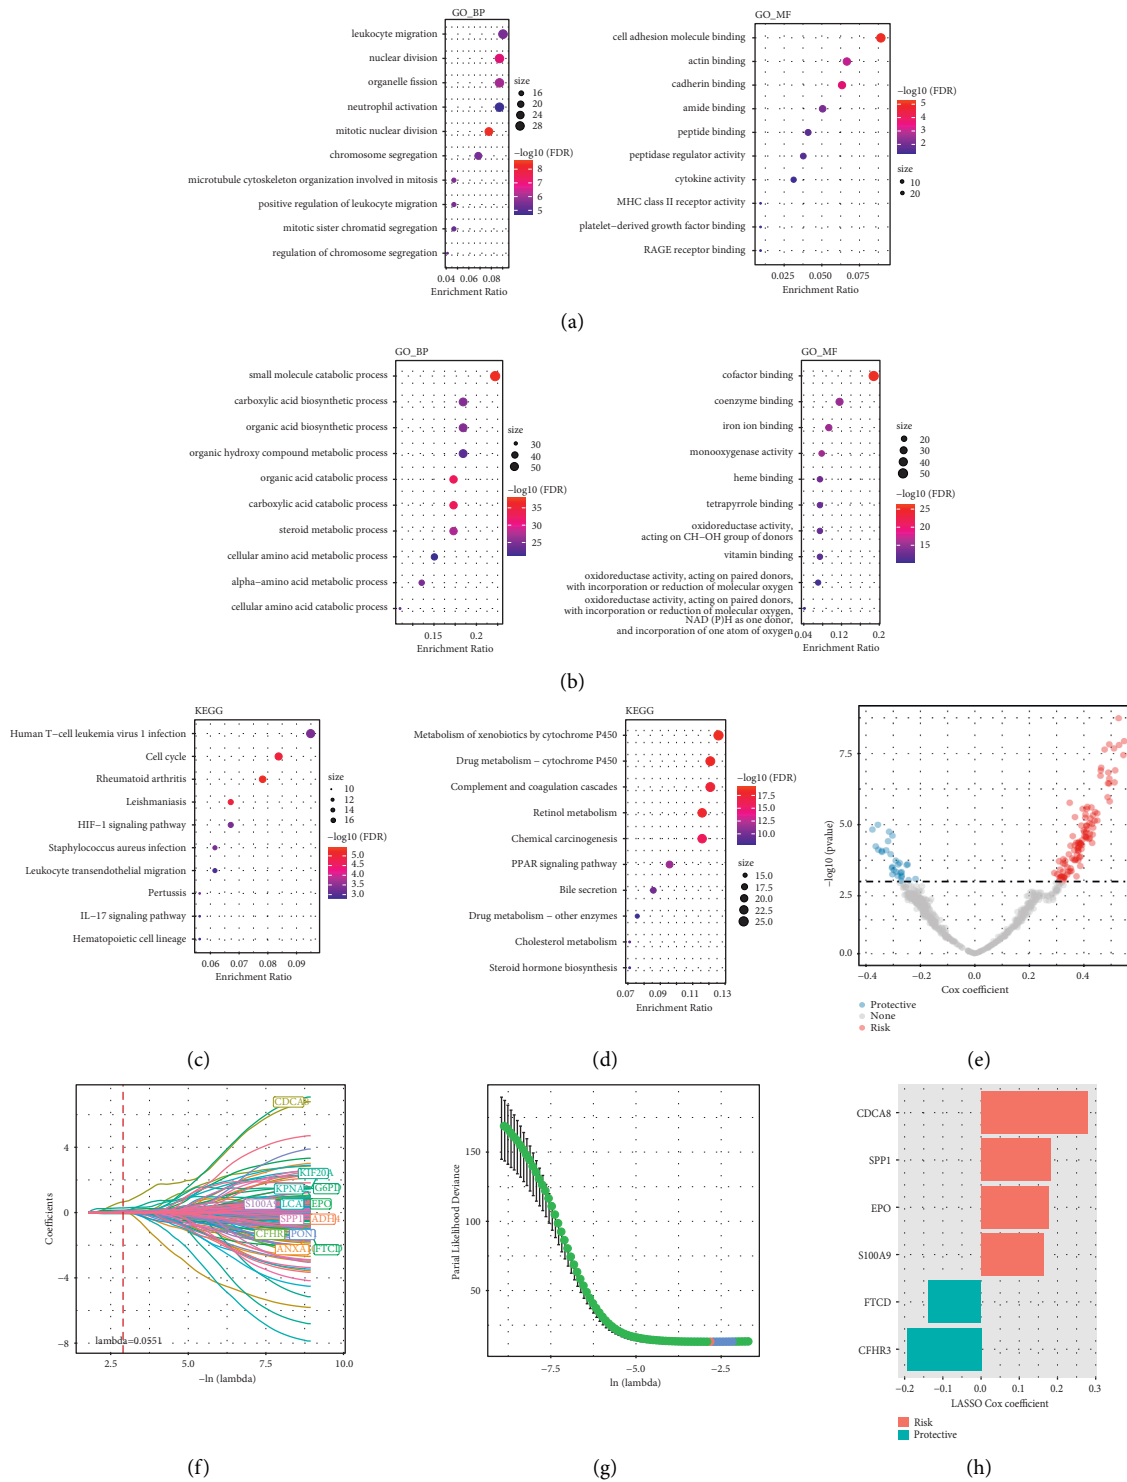 GO_BP
leukocyte migration
nuclear division
organelle fission
neutrophil activation
mitotic nuclear division
chromosome segregation
microtubule cytoskeleton organization involved in mitosis
positive regulation of leukocyte migration
mitotic sister chromatid segregation
regulation of chromosome segregation
0.04 0.06 0.08
Enrichment Ratio
size
16
20
24
28
−log10 (FDR)
8
7
6
5
GO_MF
cell adhesion molecule binding
actin binding
cadherin binding
amide binding
peptide binding
peptidase regulator activity
cytokine activity
MHC class II receptor activity
platelet−derived growth factor binding
RAGE receptor binding
0.025 0.050 0.075
Enrichment Ratio
−log10 (FDR)
5
4
3
2
size
10
20
(a)
GO_BP
small molecule catabolic process
carboxylic acid biosynthetic process
organic acid biosynthetic process
organic hydroxy compound metabolic process
organic acid catabolic process
carboxylic acid catabolic process
steroid metabolic process
cellular amino acid metabolic process
alpha−amino acid metabolic process
cellular amino acid catabolic process
0.15 0.2
Enrichment Ratio
size
30
40
50
−log10 (FDR)
35
30
25
GO_MF
cofactor binding
coenzyme binding
iron ion binding
monooxygenase activity
heme binding
tetrapyrrole binding
oxidoreductase activity,
acting on CH−OH group of donors
vitamin binding
oxidoreductase activity, acting on paired donors,
with incorporation or reduction of molecular oxygen
oxidoreductase activity, acting on paired donors,
with incorporation or reduction of molecular oxygen,
NAD (P)H as one donor,
and incorporation of one atom of oxygen
0.04 0.12 0.2
Enrichment Ratio
size
20
30
40
50
−log10 (FDR)
25
20
15
(b)
KEGG
Human T−cell leukemia virus 1 infection
Cell cycle
Rheumatoid arthritis
Leishmaniasis
HIF−1 signaling pathway
Staphylococcus aureus infection
Leukocyte transendothelial migration
Pertussis
IL−17 signaling pathway
Hematopoietic cell lineage
0.06 0.07 0.08 0.09
Enrichment Ratio
size
10
12
14
16
−log10 (FDR)
5.0
4.5
4.0
3.5
3.0
(c)
KEGG
Metabolism of xenobiotics by cytochrome P450
Drug metabolism − cytochrome P450
Complement and coagulation cascades
Retinol metabolism
Chemical carcinogenesis
PPAR signaling pathway
Bile secretion
Drug metabolism − other enzymes
Cholesterol metabolism
Steroid hormone biosynthesis
0.07 0.09 0.11 0.13
Enrichment Ratio
−log10 (FDR)
17.5
15.0
12.5
10.0
size
15.0
17.5
20.0
22.5
25.0
(d)
−log10 (pvalue)
7.5
5.0
2.5
0.0
−0.4 −0.2 0.0 0.2 0.4
Cox coefficient
Protective
None
Risk
(e)
Coefficients
4
0
−4
−8
CDCA8
KIF20A
KPNA
G6PD
S100A9
LCA
EPO
SPP1
ADH4
CFHR
PON1
ANXA
FTCD
lambda=0.0551
2.5 5.0 7.5 10.0
−ln (lambda)
(f)
Parial Likelihood Deviance
150
100
50
−7.5 −5.0 −2.5
ln (lambda)
(g)
CDCA8
SPP1
EPO
S100A9
FTCD
CFHR3
−0.2 −0.1 0.0 0.1 0.2 0.3
LASSO Cox coefficient
Risk
Protective
(h)